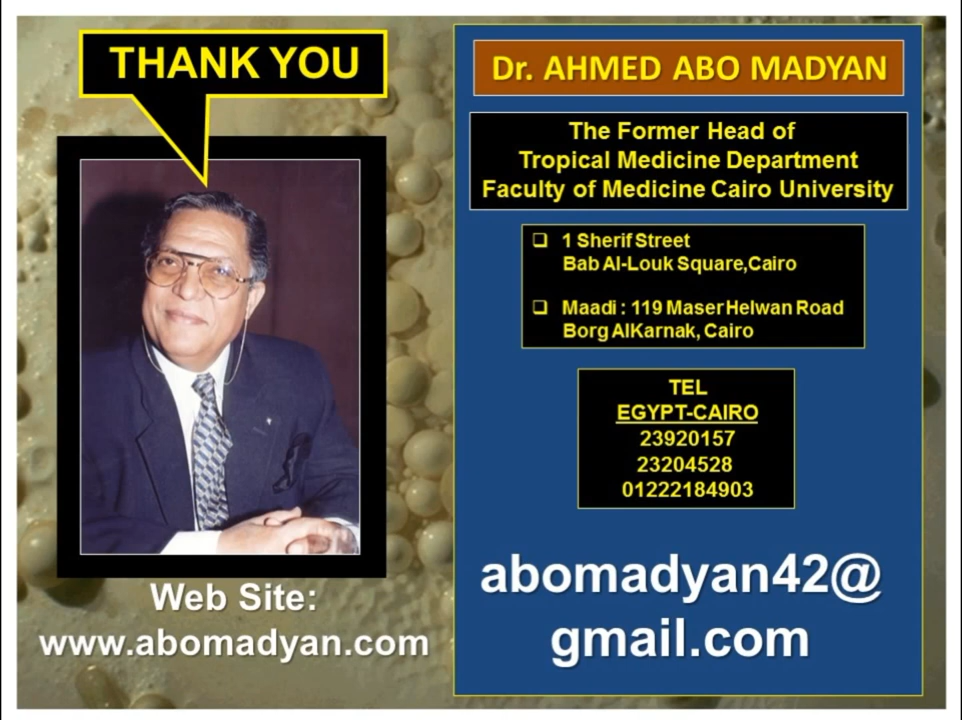 THANK YOU
Web Site:
www.abomadyan.com
Dr. AHMED ABO MADYAN
The Former Head of
Tropical Medicine Department
Faculty of Medicine Cairo University
❑ 1 Sherif Street
Bab Al-Louk Square,Cairo
❑ Maadi : 119 Maser Helwan Road
Borg AlKarnak, Cairo
TEL
EGYPT-CAIRO
23920157
23204528
01222184903
abomadyan42@
gmail.com